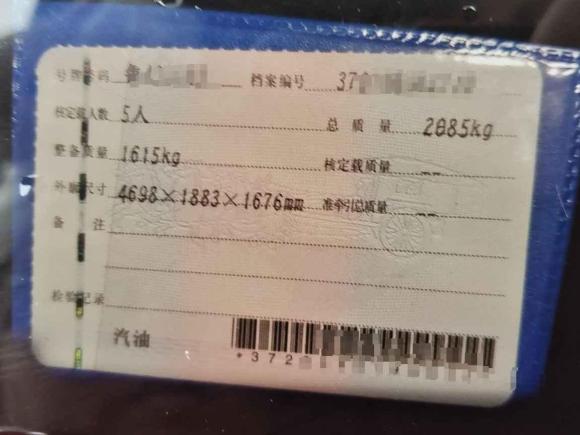 号牌号码 档案编号 37
核定载人数 5人 总质量 2085kg
整备质量 1615kg 核定载质量 --
外廓尺寸 4698×1883×1676mm 准牵引总质量 --
备注
检验记录
汽油
*372